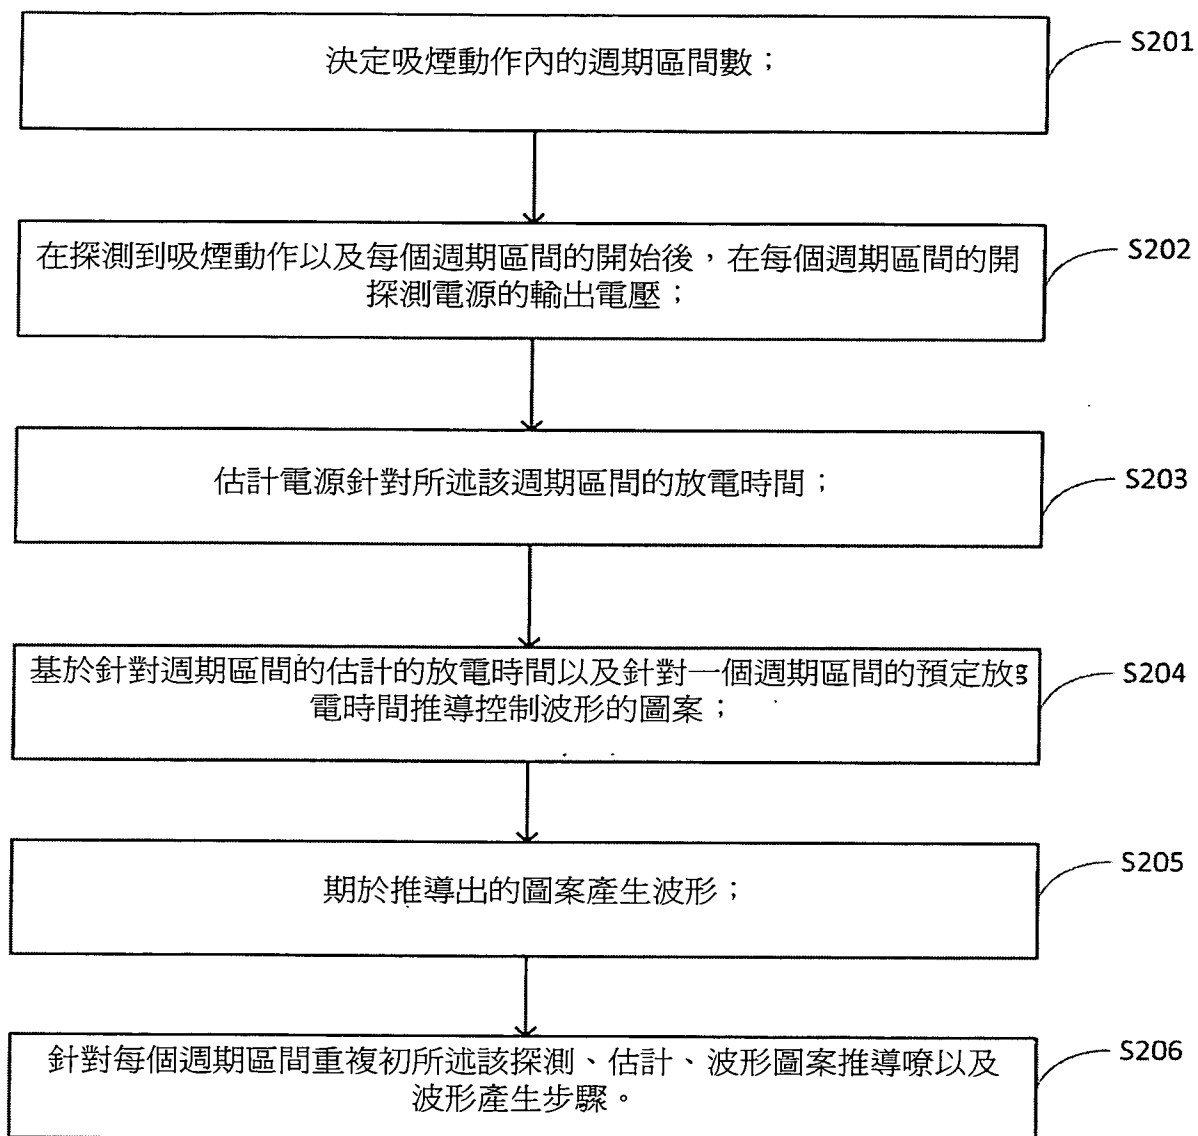 決定吸煙動作內的週期區間數；
S201
在探測到吸煙動作以及每個週期區間的開始後，在每個週期區間的開
探測電源的輸出電壓；
S202
估計電源針對所述該週期區間的放電時間；
S203
基於針對週期區間的估計的放電時間以及針對一個週期區間的預定放g
電時間推導控制波形的圖案；
S204
期於推導出的圖案產生波形；
S205
針對每個週期區間重複初所述該探測、估計、波形圖案推導嘹以及
波形產生步驟。
S206